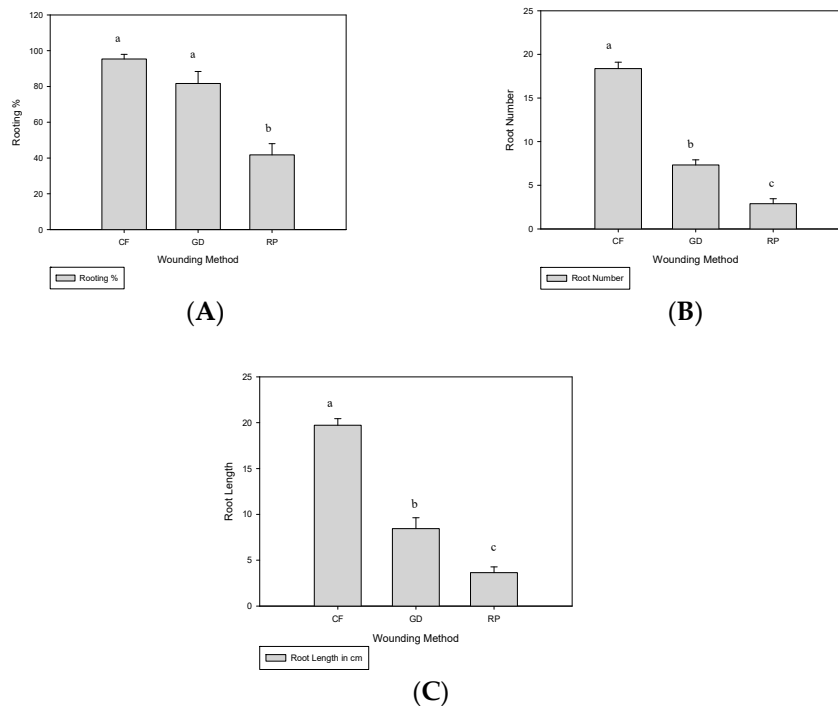 120
100
80
60
40
20
0
Rooting %
a
a
b
CF GD RP
Wounding Method
Rooting %
(A)
25
20
15
10
5
0
Root Number
a
b
c
CF GD RP
Wounding Method
Root Number
(B)
25
20
15
10
5
0
Root Length
a
b
c
CF GD RP
Wounding Method
Root Length in cm
(C)